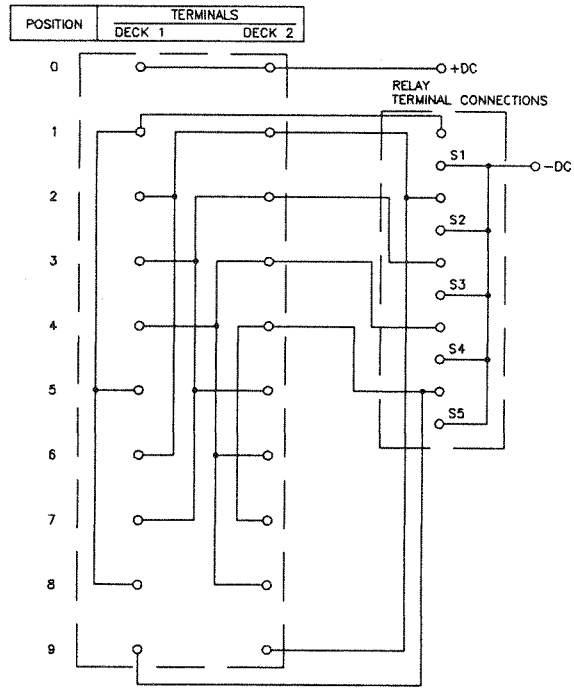 POSITION
TERMINALS
DECK 1 DECK 2
0
+DC
RELAY
TERMINAL CONNECTIONS
1
S1
-DC
2
S2
3
S3
4
S4
5
S5
6
7
8
9